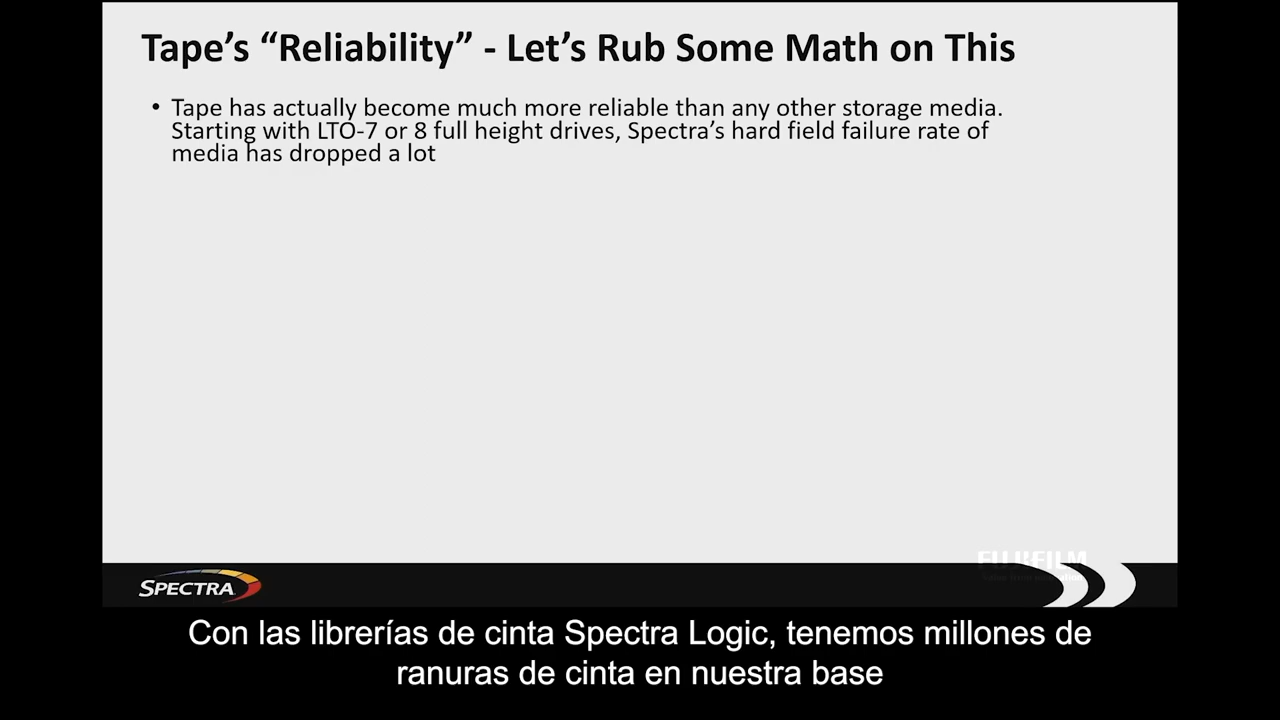 Tape's “Reliability” - Let's Rub Some Math on This
• Tape has actually become much more reliable than any other storage media.
Starting with LTO-7 or 8 full height drives, Spectra's hard field failure rate of
media has dropped a lot
FUJIFILM
SPECTRA
Con las librerías de cinta Spectra Logic, tenemos millones de
ranuras de cinta en nuestra base